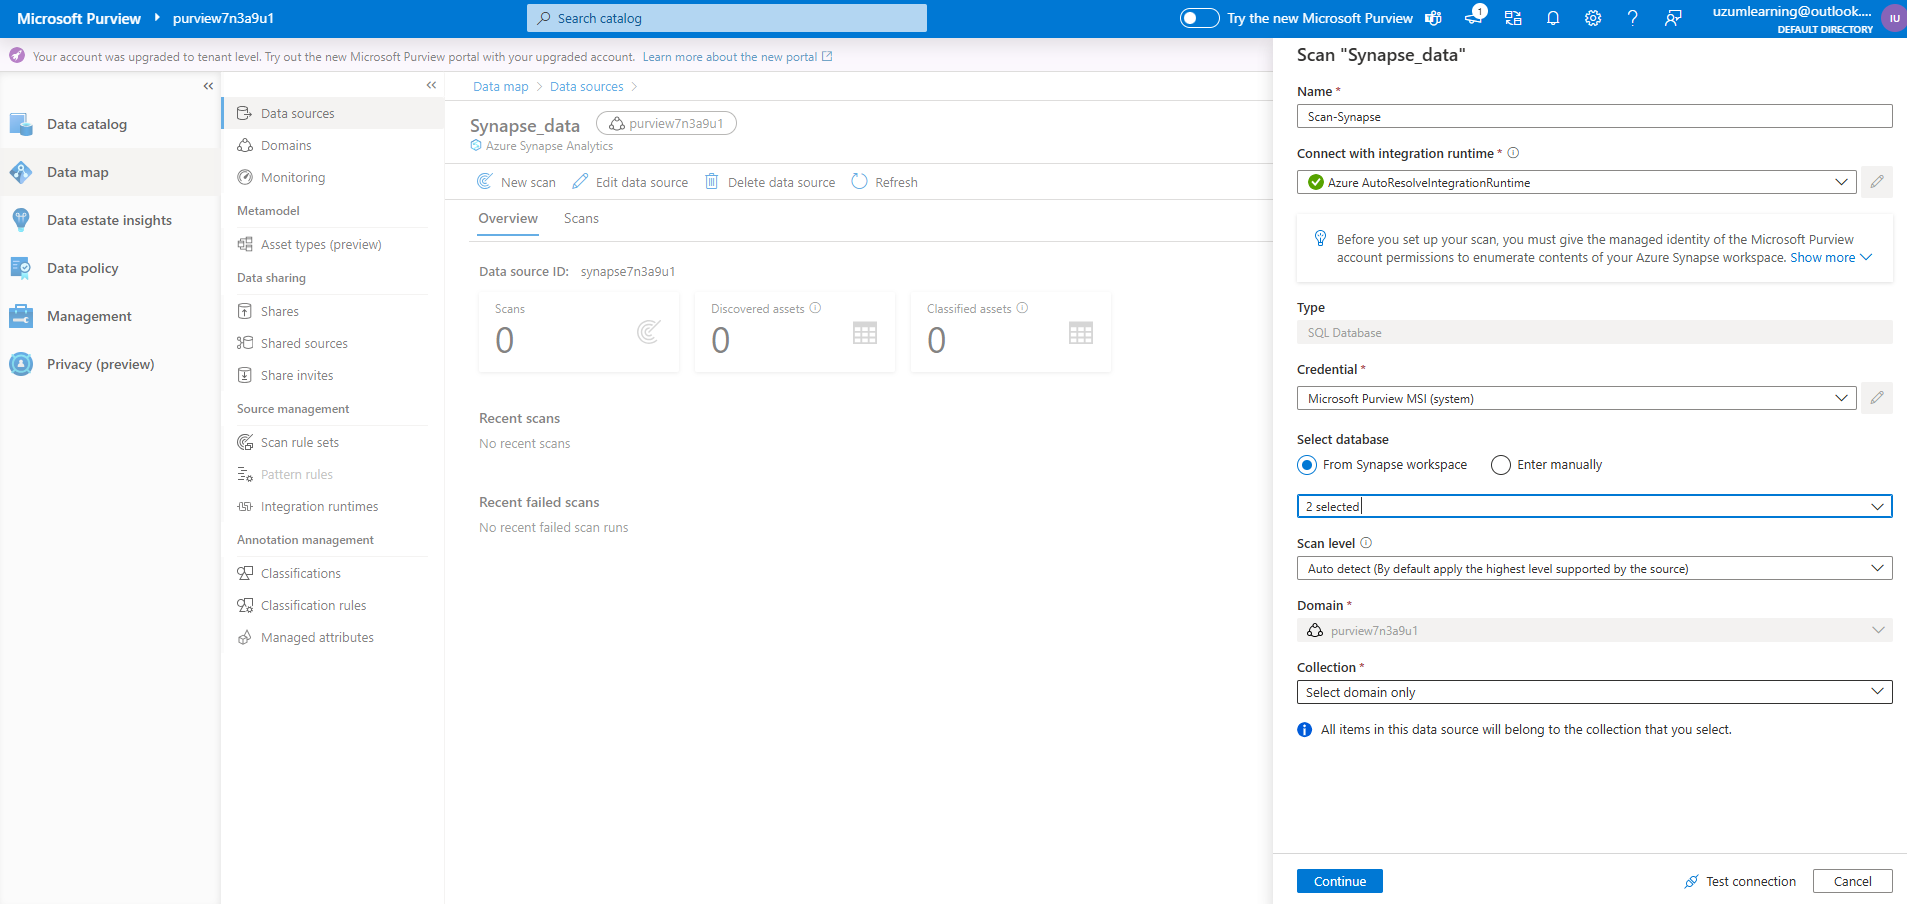 Microsoft Purview
purview7n3a9u1
Search catalog
Try the new Microsoft Purview
1
uzumlearning@outlook....
DEFAULT DIRECTORY
IU
Your account was upgraded to tenant level. Try out the new Microsoft Purview portal with your upgraded account. Learn more about the new portal
Data catalog
Data map
Data estate insights
Data policy
Management
Privacy (preview)
Data sources
Domains
Monitoring
Metamodel
Asset types (preview)
Data sharing
Shares
Shared sources
Share invites
Source management
Scan rule sets
Pattern rules
Integration runtimes
Annotation management
Classifications
Classification rules
Managed attributes
Data map > Data sources >
Synapse_data
purview7n3a9u1
Azure Synapse Analytics
New scan
Edit data source
Delete data source
Refresh
Overview
Scans
Data source ID: synapse7n3a9u1
Scans
0
Discovered assets
0
Classified assets
0
Recent scans
No recent scans
Recent failed scans
No recent failed scan runs
Scan "Synapse_data"
Name *
Scan-Synapse
Connect with integration runtime *
Azure AutoResolveIntegrationRuntime
Before you set up your scan, you must give the managed identity of the Microsoft Purview
account permissions to enumerate contents of your Azure Synapse workspace. Show more
Type
SQL Database
Credential *
Microsoft Purview MSI (system)
Select database
From Synapse workspace
Enter manually
2 selected
Scan level
Auto detect (By default apply the highest level supported by the source)
Domain *
purview7n3a9u1
Collection *
Select domain only
All items in this data source will belong to the collection that you select.
Continue
Test connection
Cancel